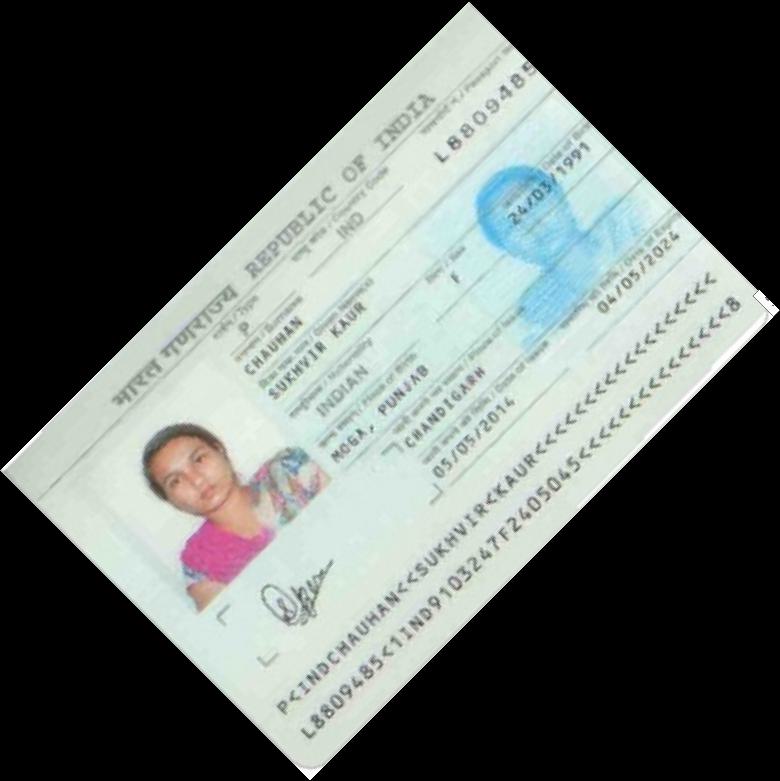 भारत गणराज्य REPUBLIC OF INDIA
P
IND
L8809485
CHAUHAN
SUKHVIR KAUR
INDIAN
F
24/03/1991
MOGA, PUNJAB
CHANDIGARH
05/05/2014
04/05/2024
P<INDCHAUHAN<<SUKHVIR<KAUR<<<<<<<<<<<<<<<<<<
L8809485<1IND9103247F2405045<<<<<<<<<<<<<<<8